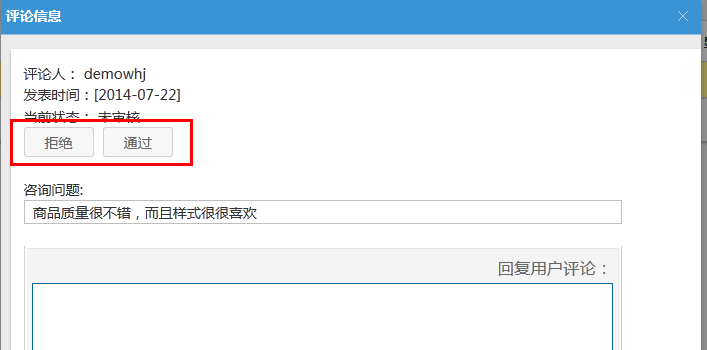 评论信息
评论人： demowhj
发表时间：[2014-07-22]
当前状态： 未审核
拒绝 通过
咨询问题:
商品质量很不错，而且样式很很喜欢
回复用户评论：